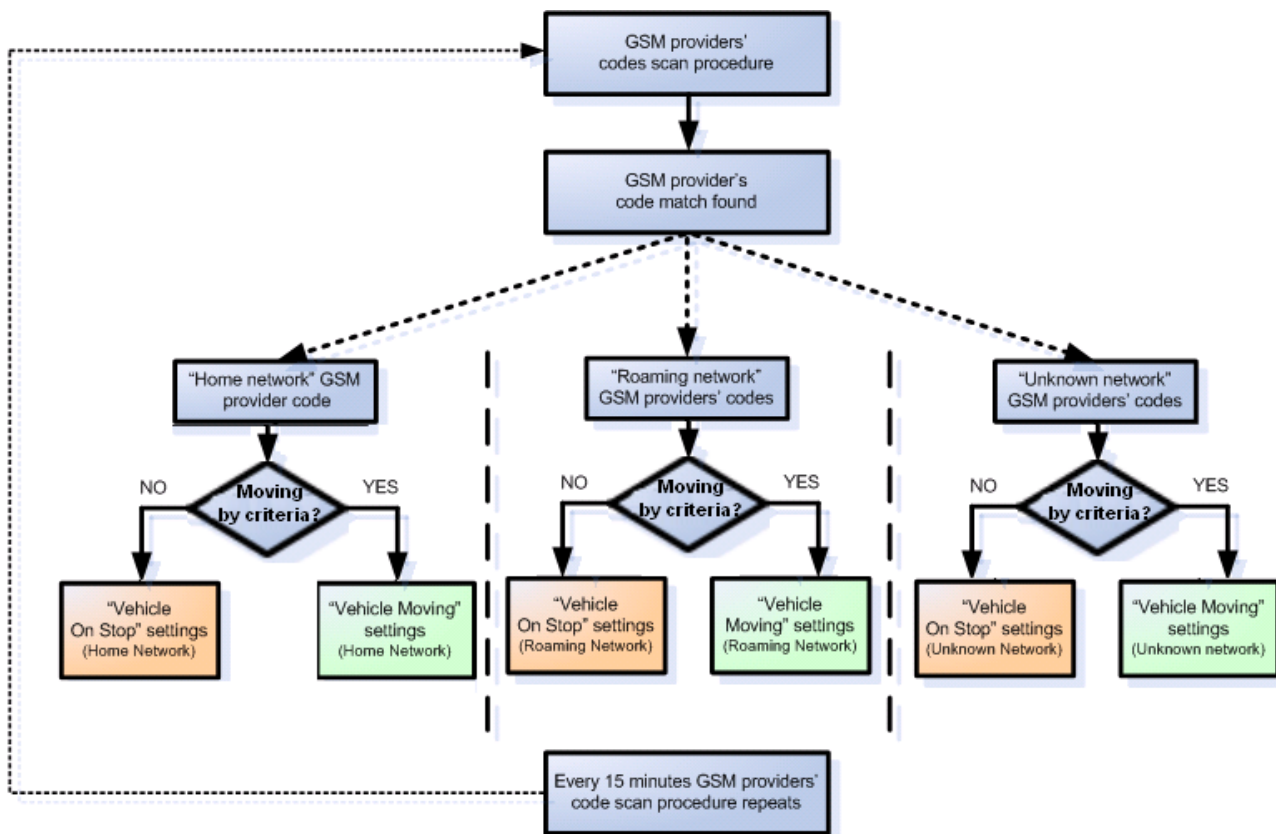 GSM providers'
codes scan procedure
GSM provider's
code match found
"Home network" GSM
provider code
"Roaming network"
GSM providers' codes
"Unknown network"
GSM providers' codes
NO
Moving
by criteria?
YES
NO
Moving
by criteria?
YES
NO
Moving
by criteria?
YES
"Vehicle
On Stop" settings
(Home Network)
"Vehicle Moving"
settings
(Home Network)
"Vehicle
On Stop" settings
(Roaming Network)
"Vehicle
Moving" settings
(Roaming Network)
"Vehicle
On Stop" settings
(Unknown Network)
"Vehicle Moving"
settings
(Unknown network)
Every 15 minutes GSM providers'
code scan procedure repeats